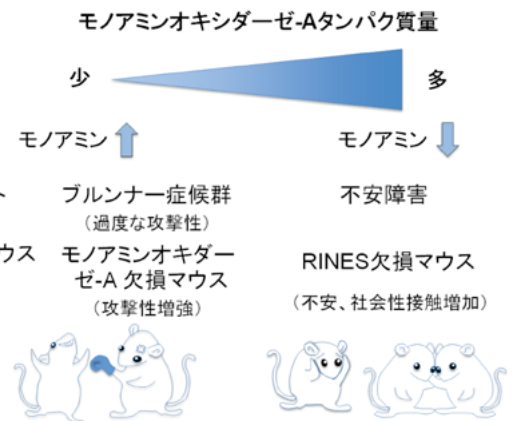 モノアミンオキシダーゼ-Aタンパク質量
少
多
モノアミン
モノアミン
ト
ブルンナー症候群
不安障害
(過度な攻撃性)
ウス
モノアミンオキダー
ゼ-A 欠損マウス
RINES欠損マウス
(攻撃性増強)
(不安、社会性接触増加)